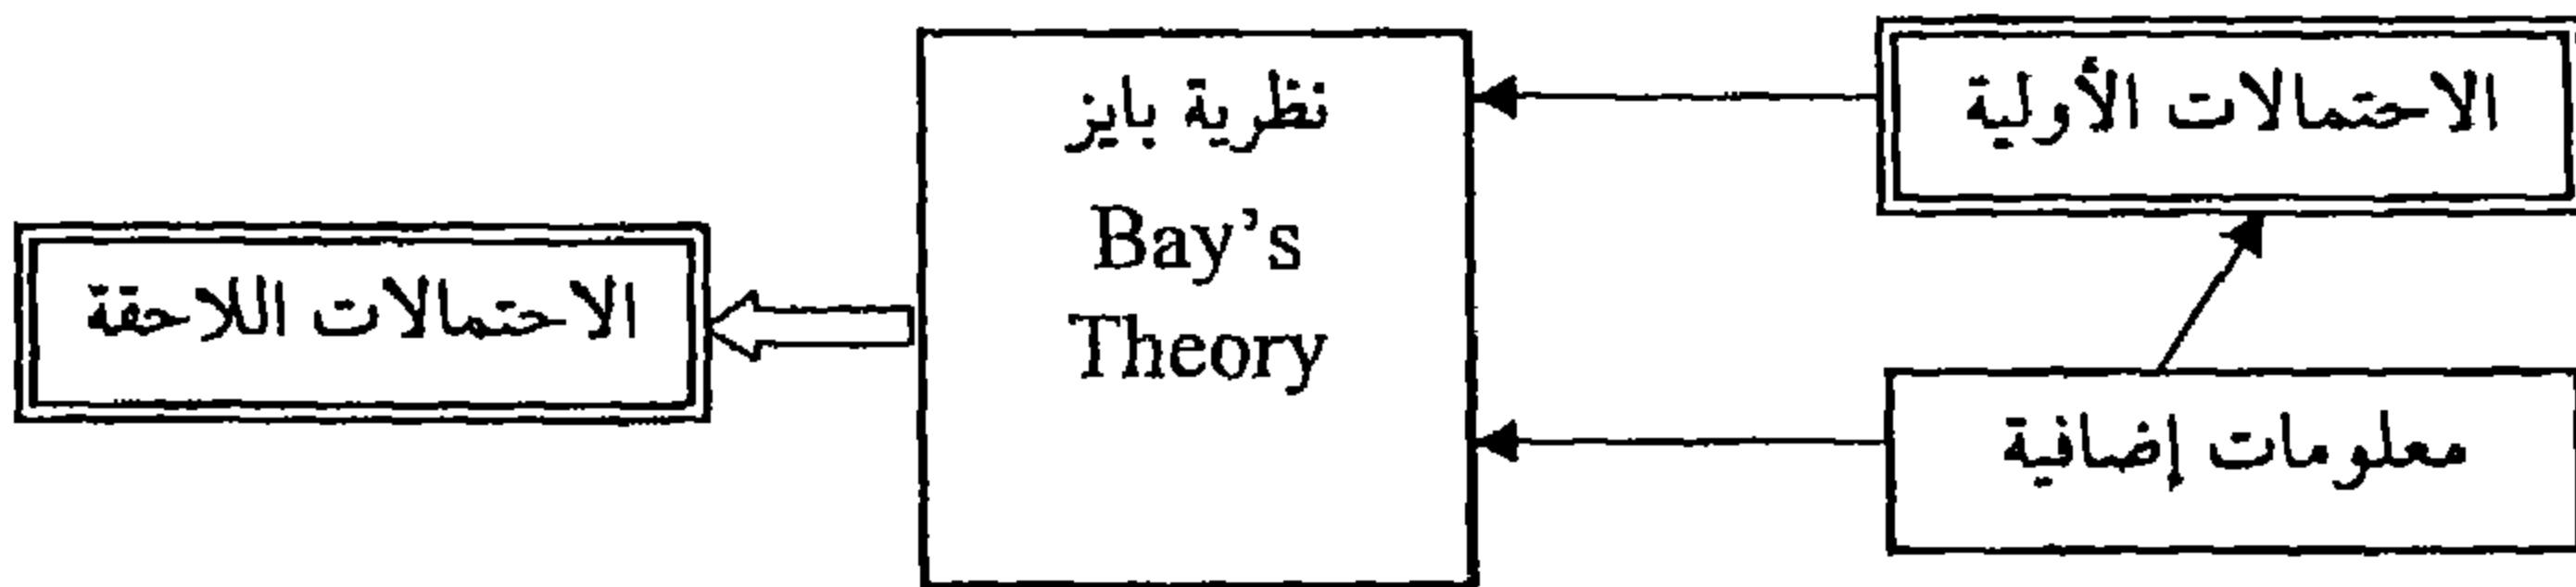 الاحتمالات الأولية
معلومات إضافية
نظرية بايز
Bay's
Theory
الاحتمالات اللاحقة